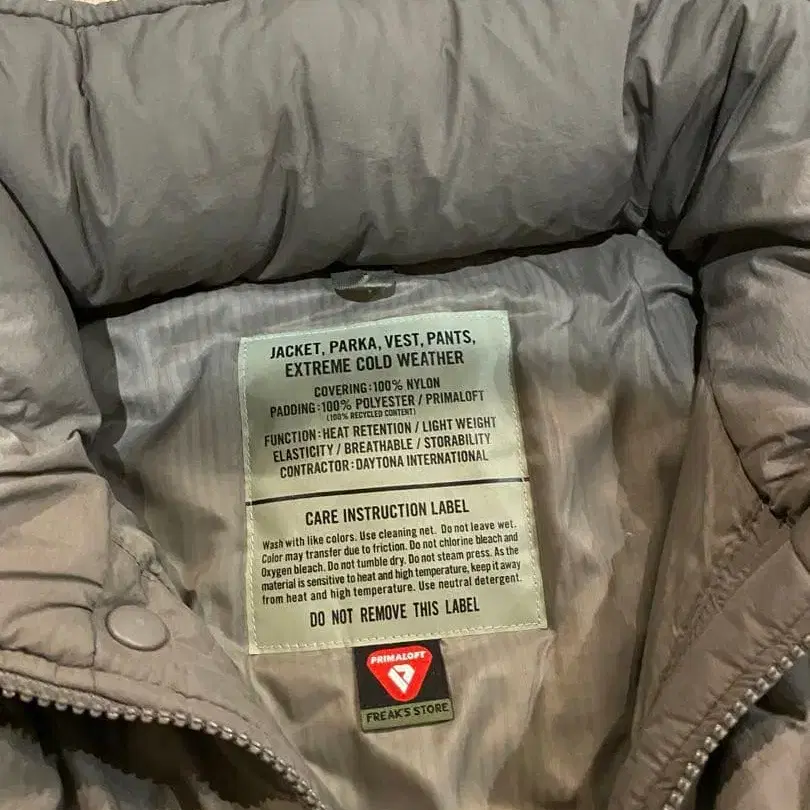 JACKET, PARKA, VEST, PANTS,
EXTREME COLD WEATHER
COVERING:100% NYLON
PADDING:100% POLYESTER / PRIMALOFT
(100% RECYCLED CONTENT)
FUNCTION:HEAT RETENTION / LIGHT WEIGHT
ELASTICITY / BREATHABLE / STORABILITY
CONTRACTOR:DAYTONA INTERNATIONAL
CARE INSTRUCTION LABEL
Wash with like colors. Use cleaning net. Do not leave wet.
Color may transfer due to friction. Do not chlorine bleach and
Oxygen bleach. Do not tumble dry. Do not steam press. As the
material is sensitive to heat and high temperature, keep it away
from heat and high temperature. Use neutral detergent.
DO NOT REMOVE THIS LABEL
PRIMALOFT
FREAK'S STORE